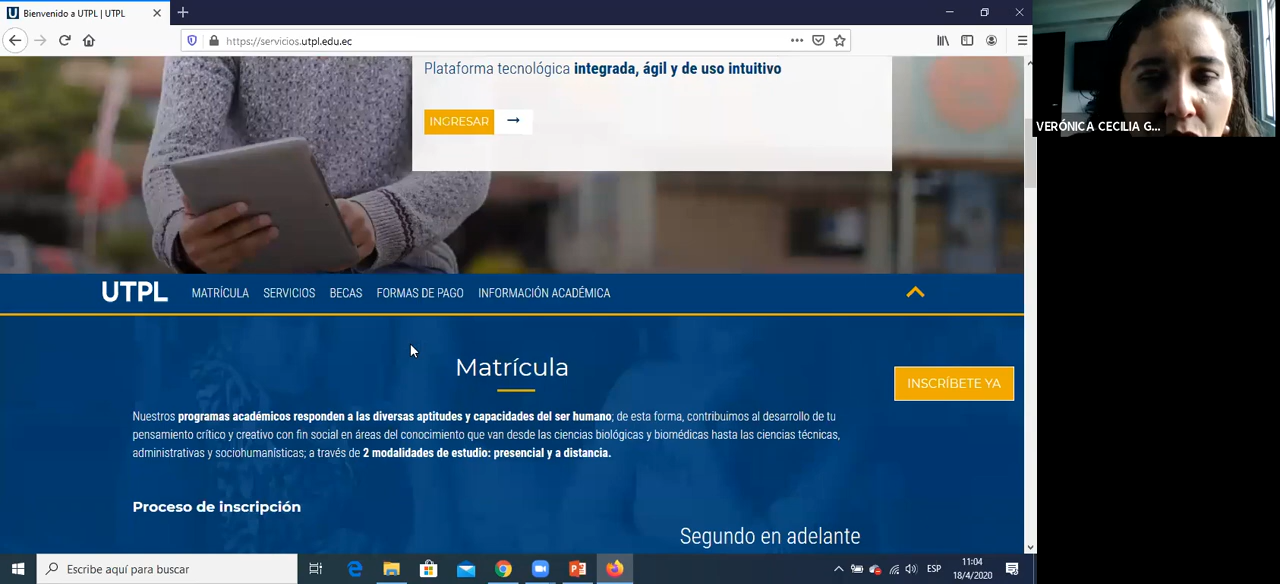 Bienvenido a UTPL | UTPL
https://servicios.utpl.edu.ec
Plataforma tecnológica integrada, ágil y de uso intuitivo
INGRESAR
UTPL MATRÍCULA SERVICIOS BECAS FORMAS DE PAGO INFORMACIÓN ACADÉMICA
Matrícula
INSCRÍBETE YA
Nuestros programas académicos responden a las diversas aptitudes y capacidades del ser humano; de esta forma, contribuimos al desarrollo de tu
pensamiento crítico y creativo con fin social en áreas del conocimiento que van desde las ciencias biológicas y biomédicas hasta las ciencias técnicas,
administrativas y sociohumanísticas; a través de 2 modalidades de estudio: presencial y a distancia.
Proceso de inscripción
Segundo en adelante
VERÓNICA CECILIA G...
Escribe aquí para buscar
ESP
11:04
18/4/2020